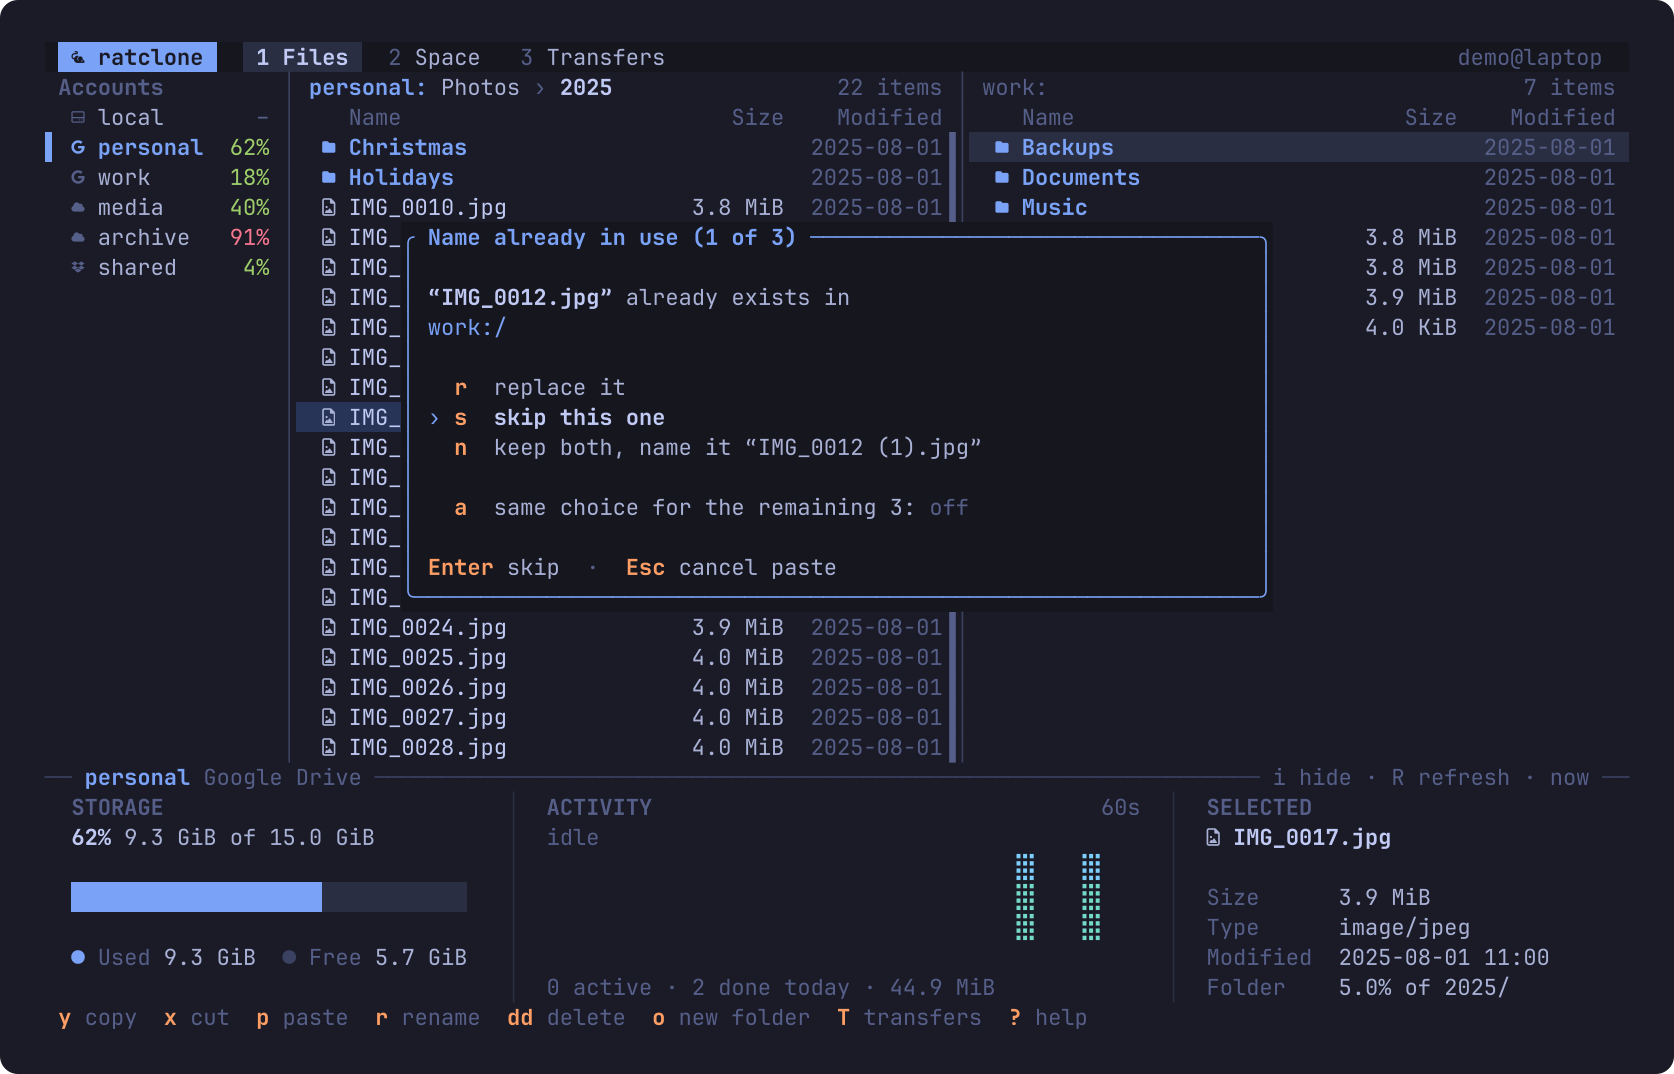 ratclone 1 Files 2 Space 3 Transfers demo@laptop
Accounts personal: Photos › 2025 22 items work: 7 items
local – Name Size Modified Name Size Modified
G personal 62% Christmas 2025-08-01 Backups 2025-08-01
G work 18% Holidays 2025-08-01 Documents 2025-08-01
media 40% IMG_0010.jpg 3.8 MiB 2025-08-01 Music 2025-08-01
archive 91% IMG_ Name already in use (1 of 3) 3.8 MiB 2025-08-01
shared 4% IMG_ 3.8 MiB 2025-08-01
IMG_ “IMG_0012.jpg” already exists in 3.9 MiB 2025-08-01
IMG_ work:/ 4.0 KiB 2025-08-01
IMG_
IMG_ r replace it
IMG_ › s skip this one
IMG_ n keep both, name it “IMG_0012 (1).jpg”
IMG_
IMG_ a same choice for the remaining 3: off
IMG_
IMG_ Enter skip · Esc cancel paste
IMG_
IMG_0024.jpg 3.9 MiB 2025-08-01
IMG_0025.jpg 4.0 MiB 2025-08-01
IMG_0026.jpg 4.0 MiB 2025-08-01
IMG_0027.jpg 4.0 MiB 2025-08-01
IMG_0028.jpg 4.0 MiB 2025-08-01
personal Google Drive i hide · R refresh · now
STORAGE ACTIVITY 60s SELECTED
62% 9.3 GiB of 15.0 GiB idle IMG_0017.jpg
Size 3.9 MiB
Type image/jpeg
Used 9.3 GiB Free 5.7 GiB Modified 2025-08-01 11:00
0 active · 2 done today · 44.9 MiB Folder 5.0% of 2025/
y copy x cut p paste r rename dd delete o new folder T transfers ? help